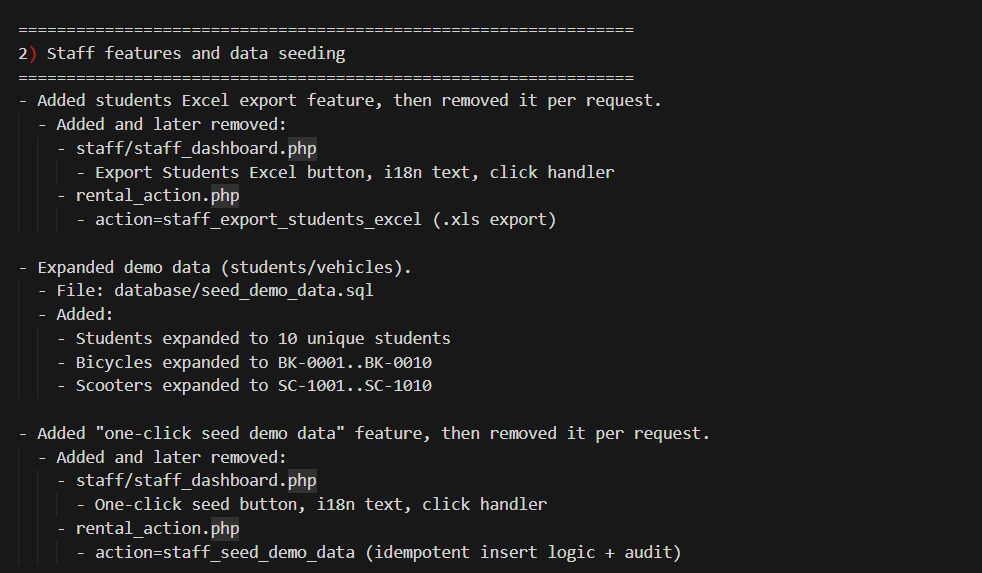 ================================================================
2) Staff features and data seeding
================================================================
- Added students Excel export feature, then removed it per request.
- Added and later removed:
- staff/staff_dashboard.php
- Export Students Excel button, i18n text, click handler
- rental_action.php
- action=staff_export_students_excel (.xls export)
- Expanded demo data (students/vehicles).
- File: database/seed_demo_data.sql
- Added:
- Students expanded to 10 unique students
- Bicycles expanded to BK-0001..BK-0010
- Scooters expanded to SC-1001..SC-1010
- Added "one-click seed demo data" feature, then removed it per request.
- Added and later removed:
- staff/staff_dashboard.php
- One-click seed button, i18n text, click handler
- rental_action.php
- action=staff_seed_demo_data (idempotent insert logic + audit)